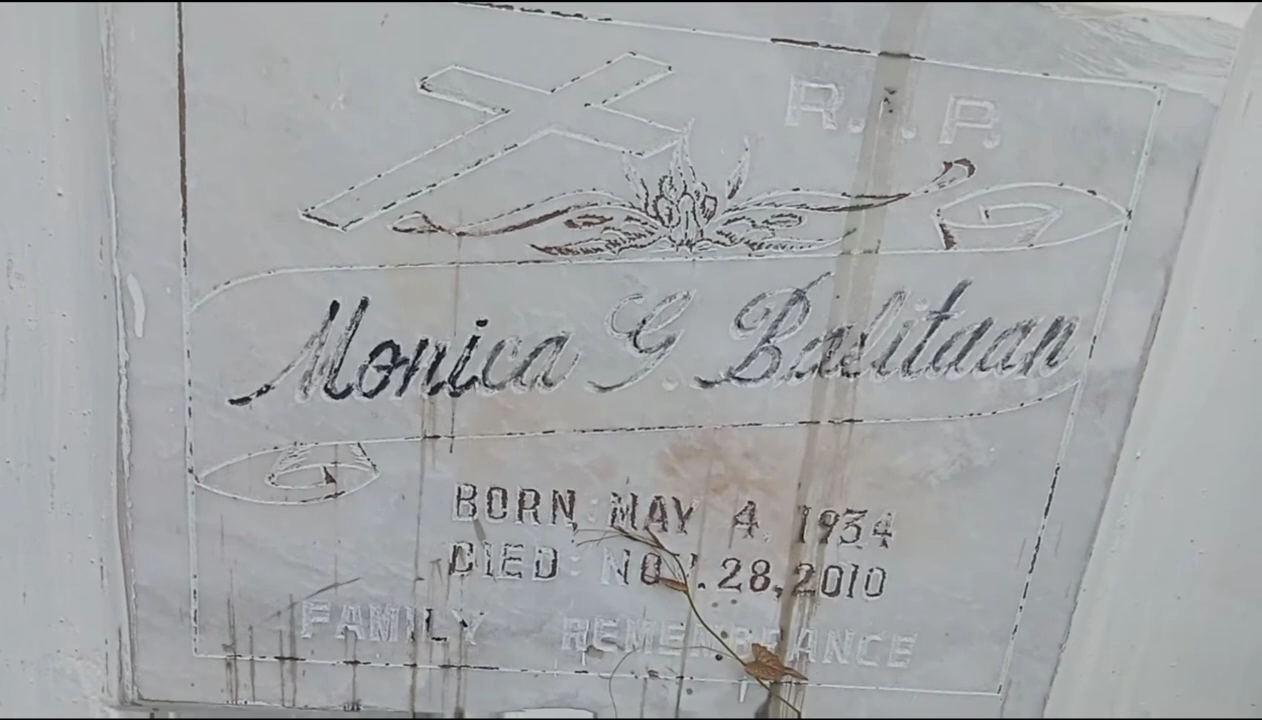 R.I.P.
Monica G. Balitaan
BORN: MAY 4, 1934
DIED: NOV.28,2010
FAMILY REMEMBRANCE